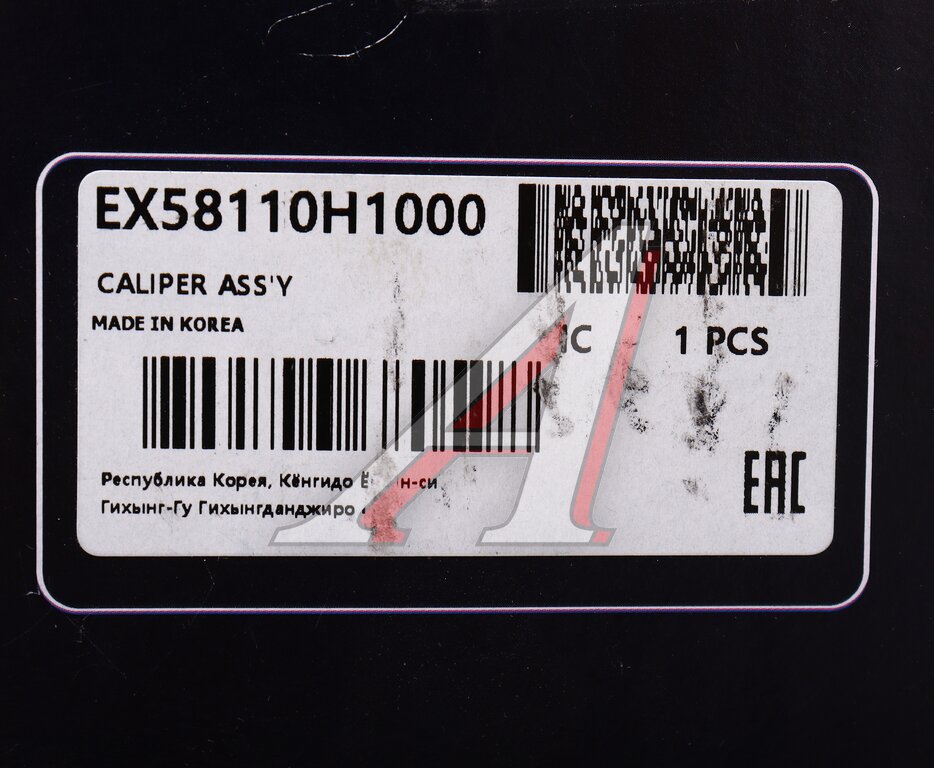 EX58110H1000
CALIPER ASS'Y
MADE IN KOREA
1 PCS
Республика Корея, Кёнгидо
Гихынг-Гу Гихынгданджиро
EAC